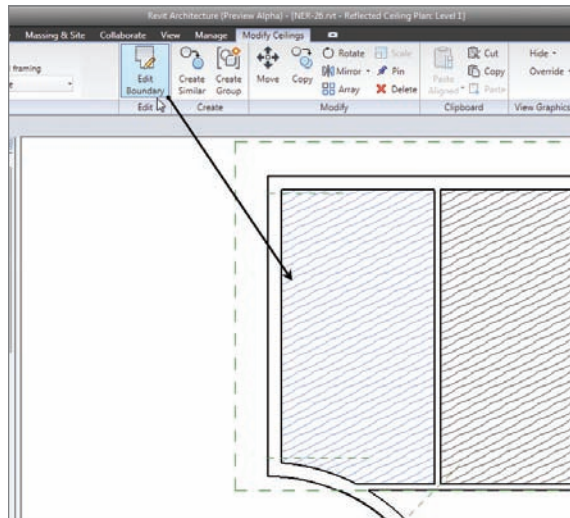 Revit Architecture (Preview Alpha) - [NER-26.rvt - Reflected Ceiling Plan: Level 1]
Massing & Site Collaborate View Manage Modify Ceilings
framing
Edit Boundary
Create Similar
Create Group
Move
Copy
Rotate
Scale
Mirror
Pin
Array
Delete
Paste Aligned
Cut
Copy
Paste
Hide
Override
Edit
Create
Modify
Clipboard
View Graphics